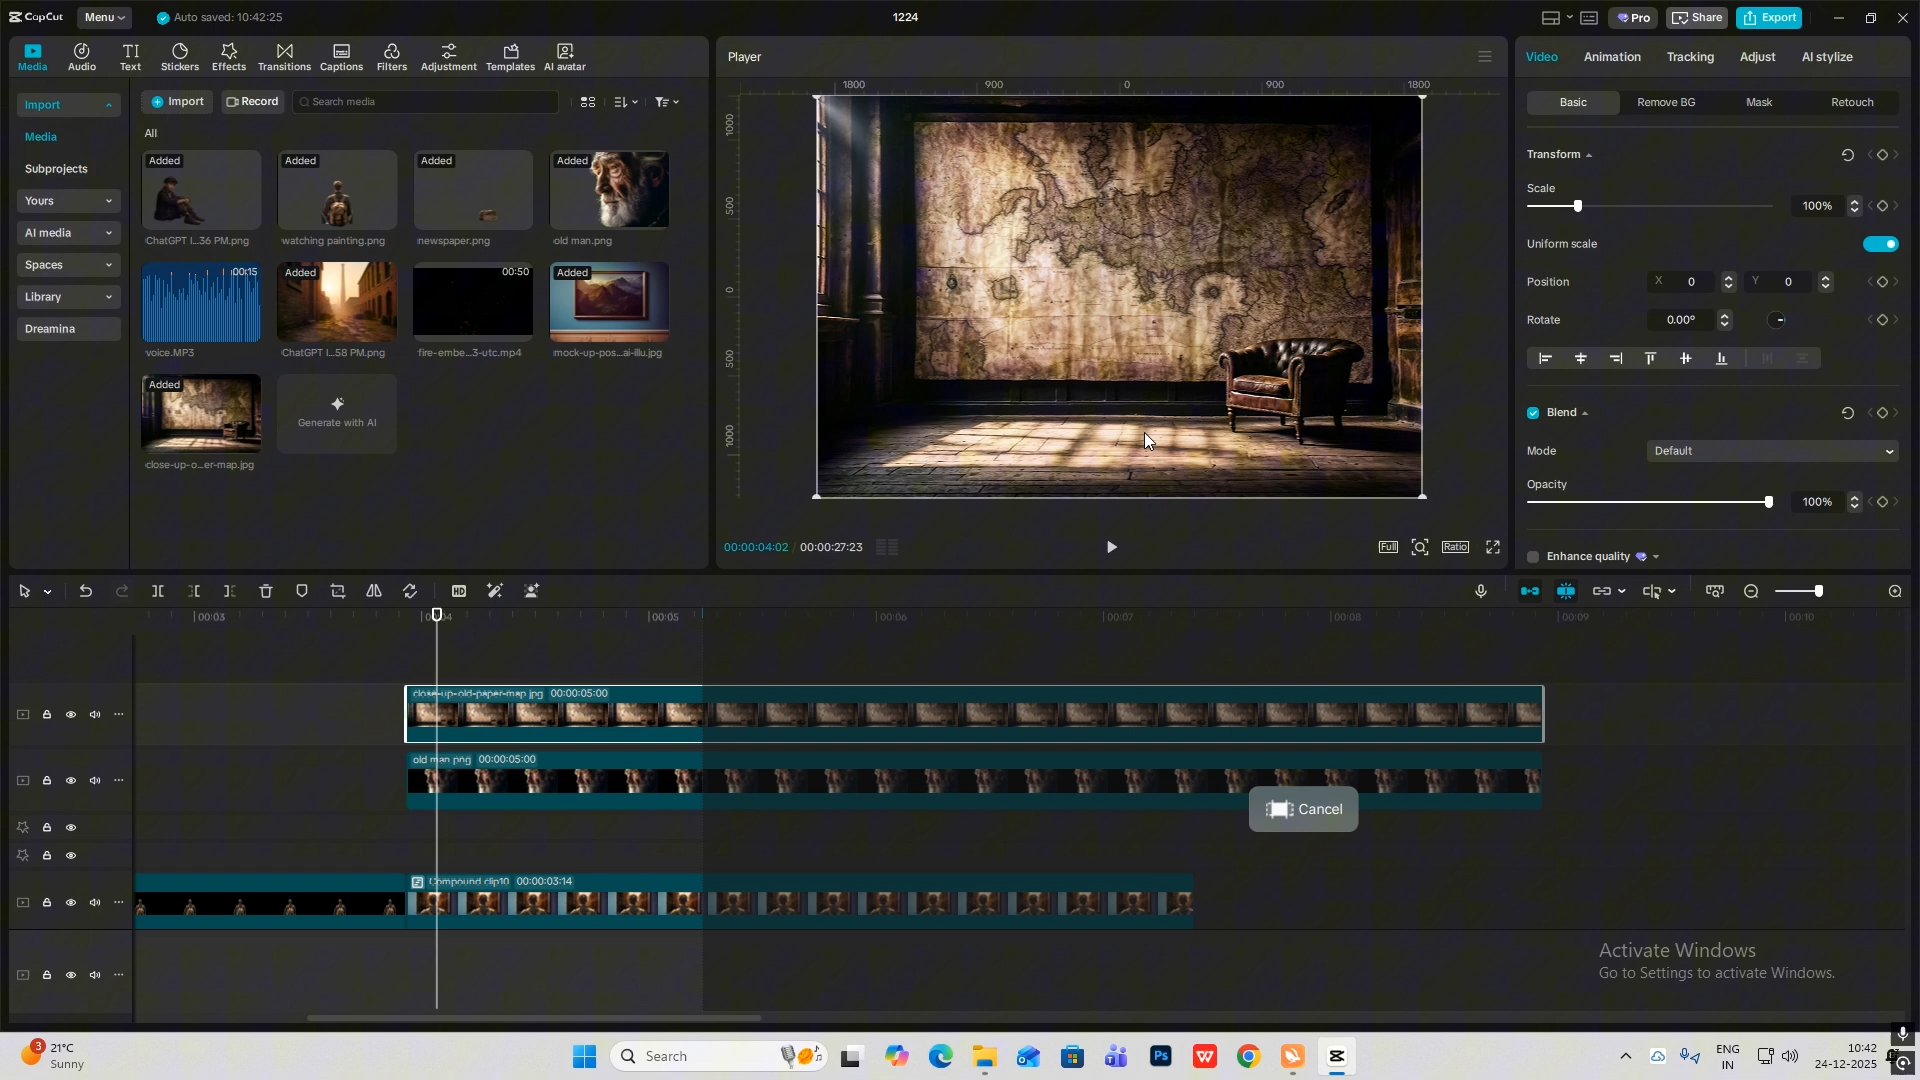 CapCut Menu Auto saved: 10:42:25 1224 Pro Share Export
Media Audio Text Stickers Effects Transitions Captions Filters Adjustment Templates AI avatar
Import
Media
Subprojects
Yours
AI media
Spaces
Library
Dreamina
Import Record Search media
All
Added Added Added Added
ChatGPT I...36 PM.png watching painting.png newspaper.png old man.png
00:15 Added 00:50 Added
voice.MP3 ChatGPT I...58 PM.png fire-embe...3-utc.mp4 mock-up-pos...ai-illu.jpg
Added
Generate with AI
close-up-o...er-map.jpg
Player
1800 900 0 900 1800
1000
500
0
500
1000
00:00:04:02 / 00:00:27:23 Full Ratio
Video Animation Tracking Adjust AI stylize
Basic Remove BG Mask Retouch
Transform
Scale
100%
Uniform scale
Position X 0 Y 0
Rotate 0.00°
Blend
Mode Default
Opacity
100%
Enhance quality
HD
00:03 00:04 00:05 00:06 00:07 00:08 00:09 00:10
close-up-old-paper-map.jpg 00:00:05:00
old man.png 00:00:05:00
Cancel
Compound clip10 00:00:03:14
Activate Windows
Go to Settings to activate Windows.
3
21°C
Sunny
Search
Ps
W
ENG
IN
10:42
24-12-2025